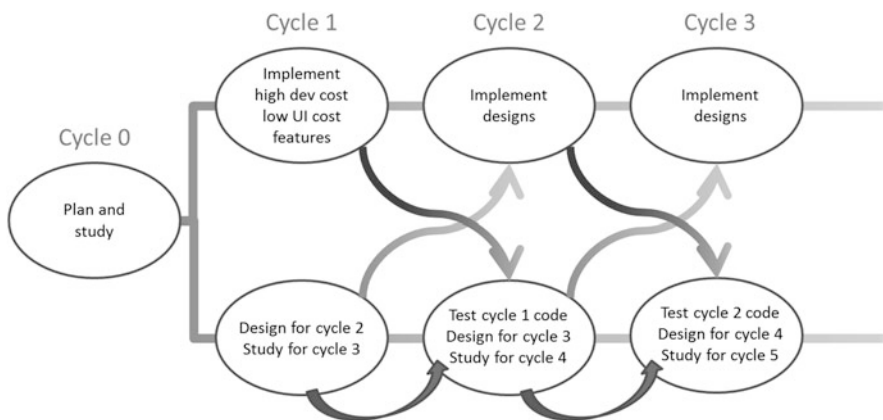 Cycle 1
Cycle 2
Cycle 3
Implement
high dev cost
low UI cost
features
Implement
designs
Implement
designs
Cycle 0
Plan and
study
Design for cycle 2
Study for cycle 3
Test cycle 1 code
Design for cycle 3
Study for cycle 4
Test cycle 2 code
Design for cycle 4
Study for cycle 5